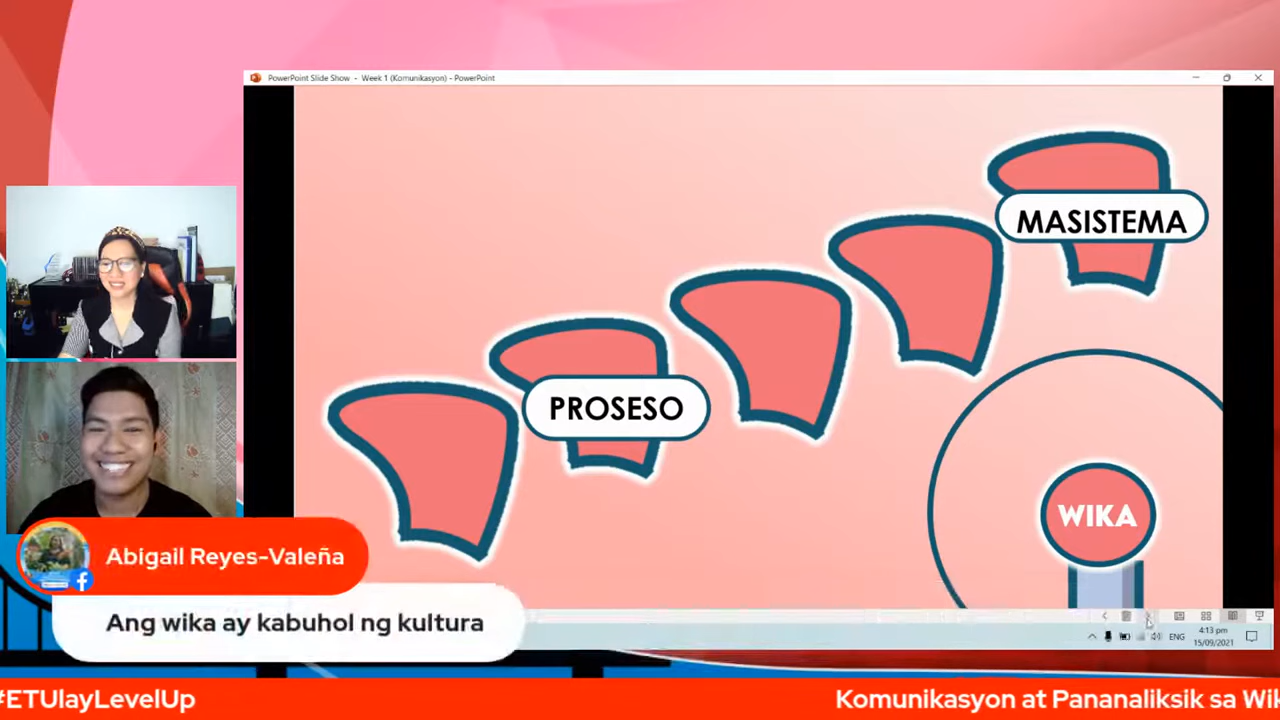 PowerPoint Slide Show - Week 1 (Komunikasyon) - PowerPoint
MASISTEMA
PROSESO
WIKA
Abigail Reyes-Valeña
Ang wika ay kabuhol ng kultura
ENG
4:13 pm
15/09/2021
#ETUlayLevelUp
Komunikasyon at Pananaliksik sa Wik